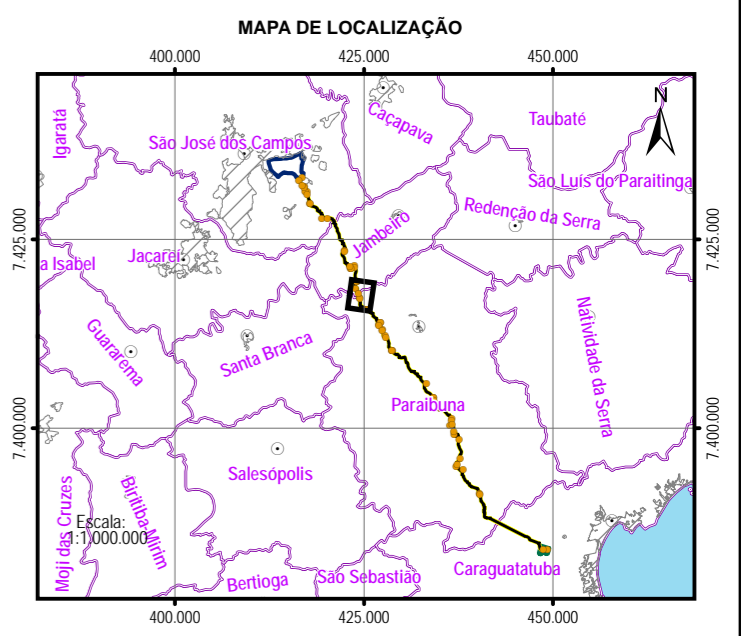 MAPA DE LOCALIZAÇÃO
400.000
425.000
450.000
N
Igaratá
São José dos Campos
Caçapava
Taubaté
São Luís do Paraitinga
Redenção da Serra
Jambeiro
7.425.000
7.425.000
Jacareí
a Isabel
Guararema
Santa Branca
Natividade da Serra
Paraibuna
7.400.000
7.400.000
Salesópolis
Moji das Cruzes
Biritiba-Mirim
Escala:
1:1.000.000
Bertioga
São Sebastião
Caraguatatuba
400.000
425.000
450.000